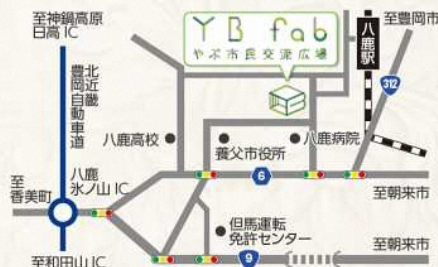 至神鍋高原
日高IC
YB fab
やぶ市民交流広場
八鹿駅
至豊岡市
312
北近畿
豊岡自動車道
八鹿高校
養父市役所
八鹿病院
至
香美町
八鹿
氷ノ山IC
6
至朝来市
但馬運転
免許センター
至和田山IC
9
至朝来市